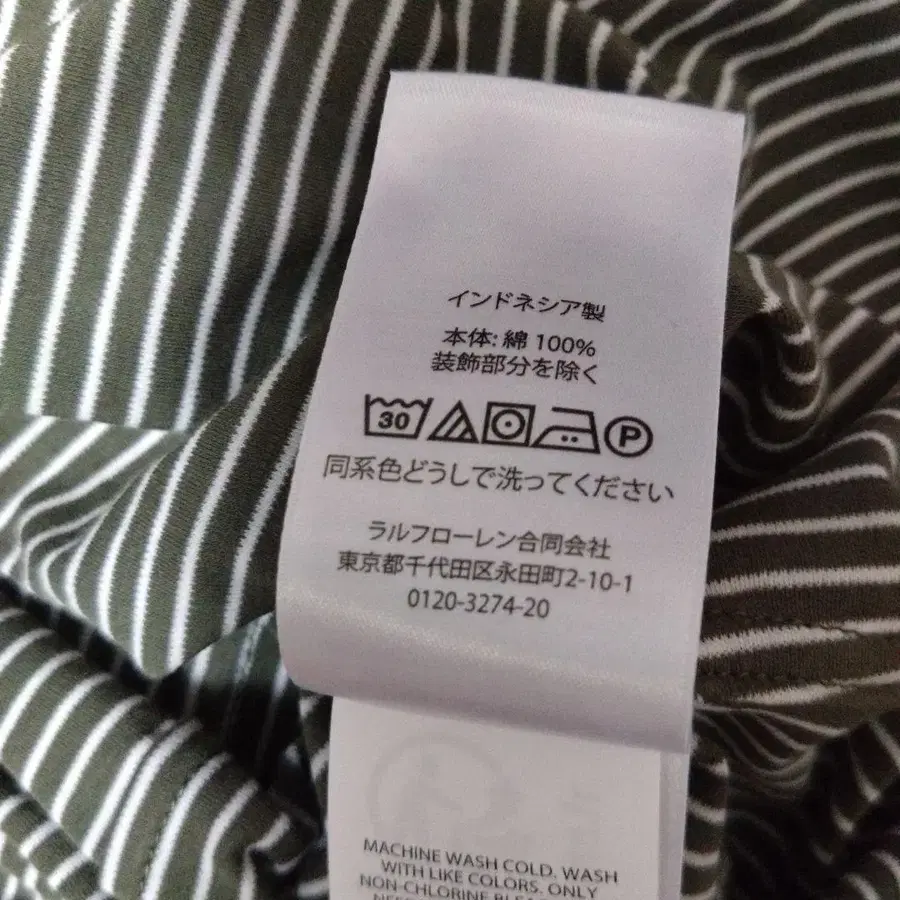 インドネシア製
本体: 綿 100%
装飾部分を除く
30 P
同系色どうしで洗ってください
ラルフローレン合同会社
東京都千代田区永田町2-10-1
0120-3274-20
MACHINE WASH COLD. WASH
WITH LIKE COLORS. ONLY
NON-CHLORINE